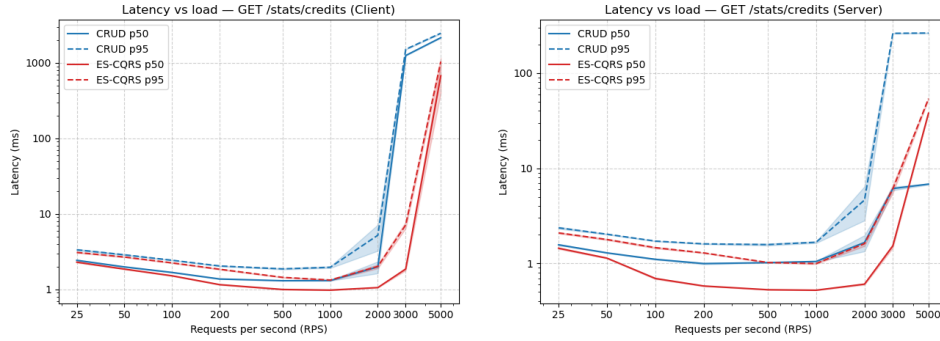 Latency vs load — GET /stats/credits (Client)
CRUD p50
CRUD p95
ES-CQRS p50
ES-CQRS p95
1000
100
10
1
Latency (ms)
25 50 100 200 500 1000 2000 3000 5000
Requests per second (RPS)
Latency vs load — GET /stats/credits (Server)
CRUD p50
CRUD p95
ES-CQRS p50
ES-CQRS p95
100
10
1
Latency (ms)
25 50 100 200 500 1000 2000 3000 5000
Requests per second (RPS)